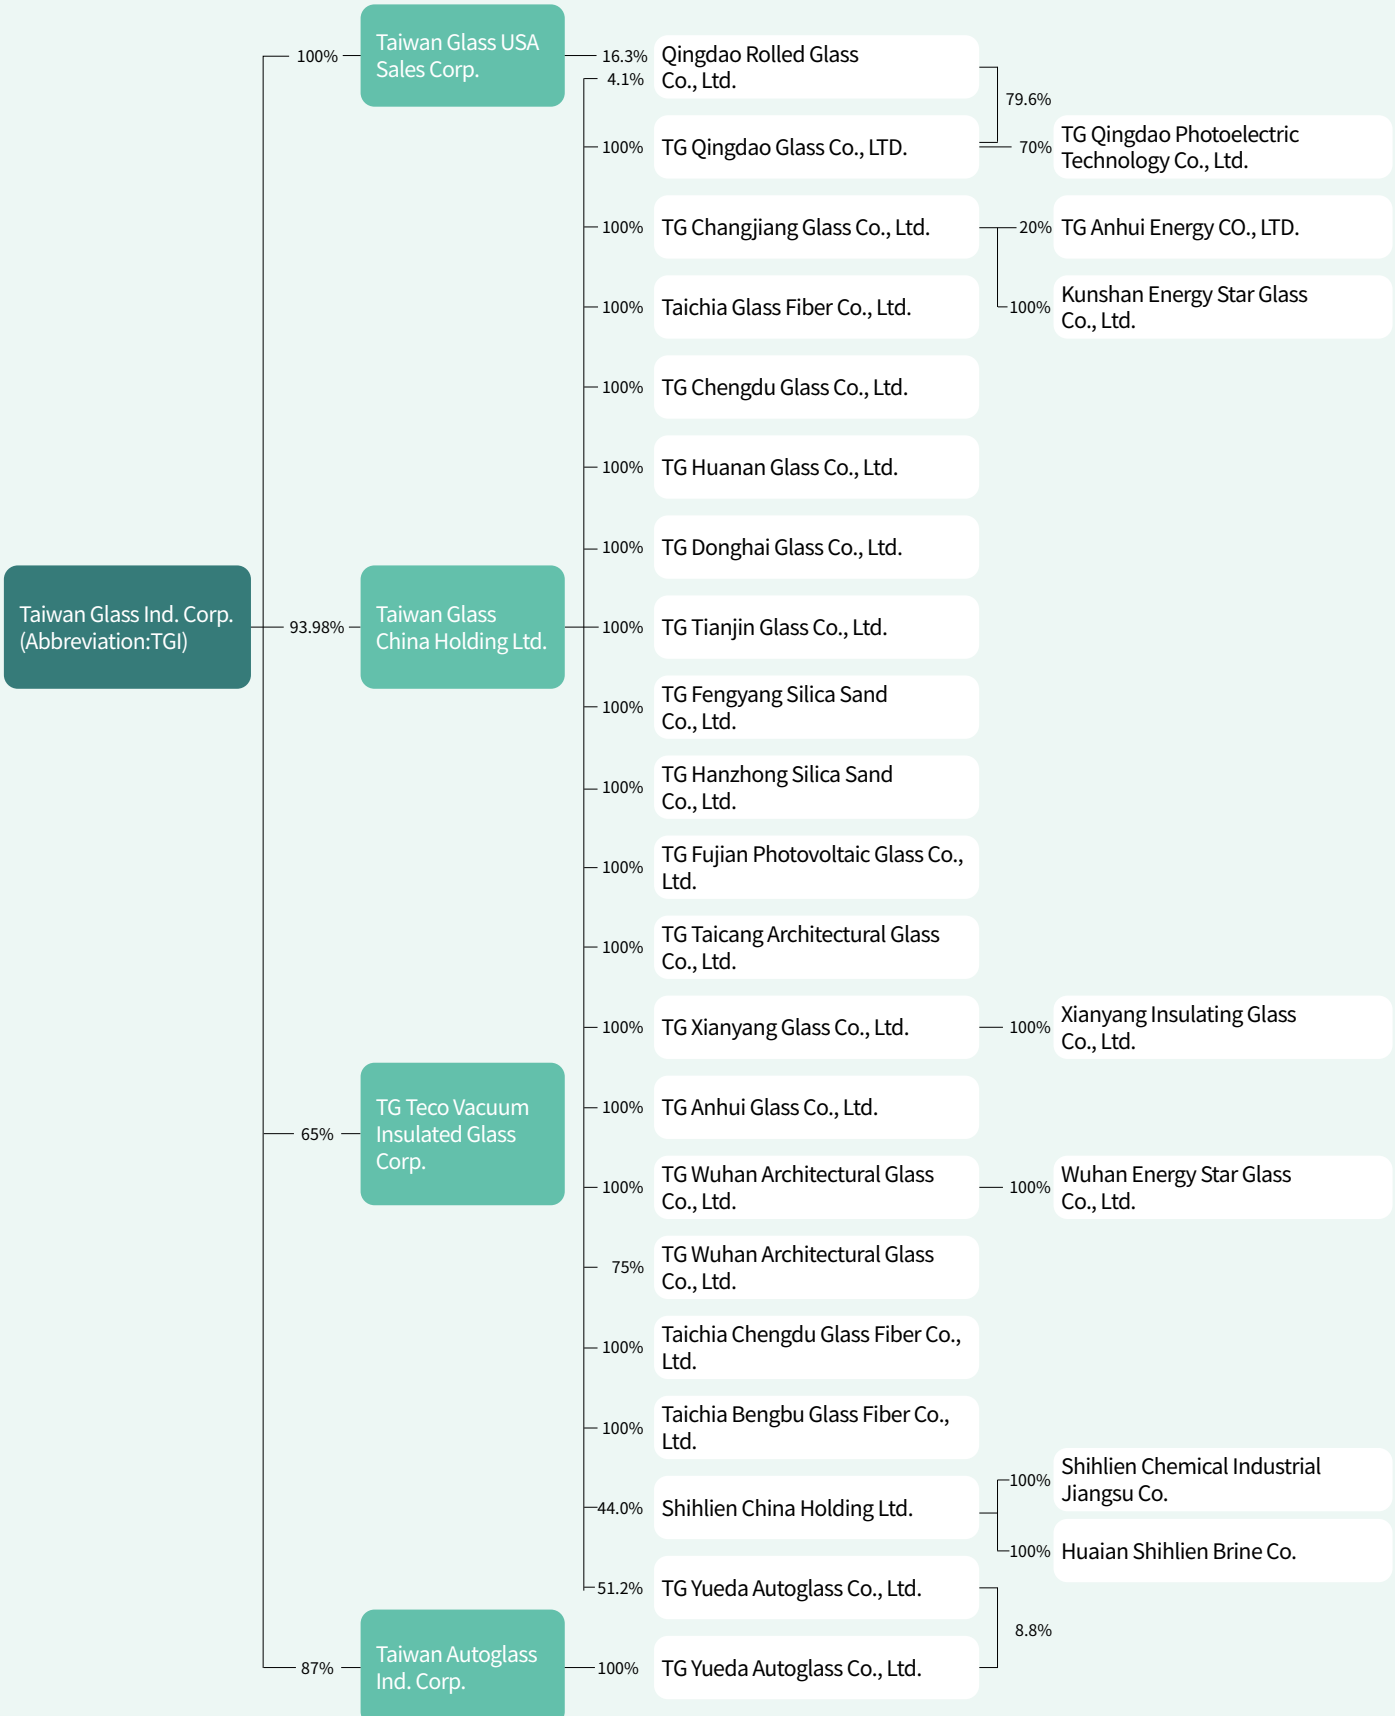 100%
Taiwan Glass USA
Sales Corp.
16.3%
4.1%
Qingdao Rolled Glass
Co., Ltd.
79.6%
100%
TG Qingdao Glass Co., LTD.
70%
TG Qingdao Photoelectric
Technology Co., Ltd.
100%
TG Changjiang Glass Co., Ltd.
20%
TG Anhui Energy CO., LTD.
100%
Taichia Glass Fiber Co., Ltd.
100%
Kunshan Energy Star Glass
Co., Ltd.
100%
TG Chengdu Glass Co., Ltd.
100%
TG Huanan Glass Co., Ltd.
100%
TG Donghai Glass Co., Ltd.
Taiwan Glass Ind. Corp.
(Abbreviation:TGI)
93.98%
Taiwan Glass
China Holding Ltd.
100%
TG Tianjin Glass Co., Ltd.
100%
TG Fengyang Silica Sand
Co., Ltd.
100%
TG Hanzhong Silica Sand
Co., Ltd.
100%
TG Fujian Photovoltaic Glass Co.,
Ltd.
100%
TG Taicang Architectural Glass
Co., Ltd.
100%
TG Xianyang Glass Co., Ltd.
100%
Xianyang Insulating Glass
Co., Ltd.
65%
TG Teco Vacuum
Insulated Glass
Corp.
100%
TG Anhui Glass Co., Ltd.
100%
TG Wuhan Architectural Glass
Co., Ltd.
100%
Wuhan Energy Star Glass
Co., Ltd.
75%
TG Wuhan Architectural Glass
Co., Ltd.
100%
Taichia Chengdu Glass Fiber Co.,
Ltd.
100%
Taichia Bengbu Glass Fiber Co.,
Ltd.
44.0%
Shihlien China Holding Ltd.
100%
Shihlien Chemical Industrial
Jiangsu Co.
100%
Huaian Shihlien Brine Co.
51.2%
TG Yueda Autoglass Co., Ltd.
8.8%
87%
Taiwan Autoglass
Ind. Corp.
100%
TG Yueda Autoglass Co., Ltd.